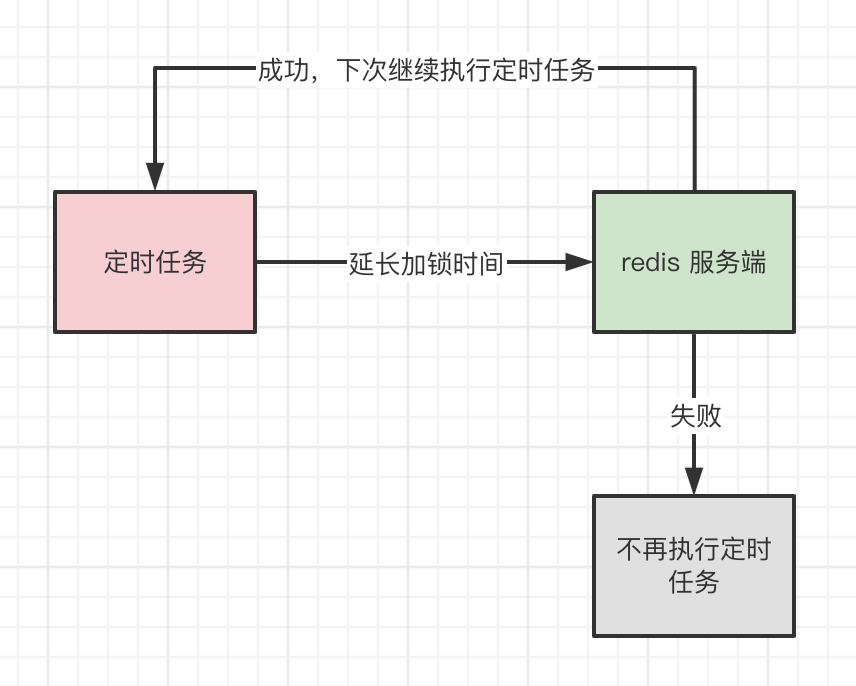 成功，下次继续执行定时任务
定时任务
延长加锁时间
redis 服务端
失败
不再执行定时
任务